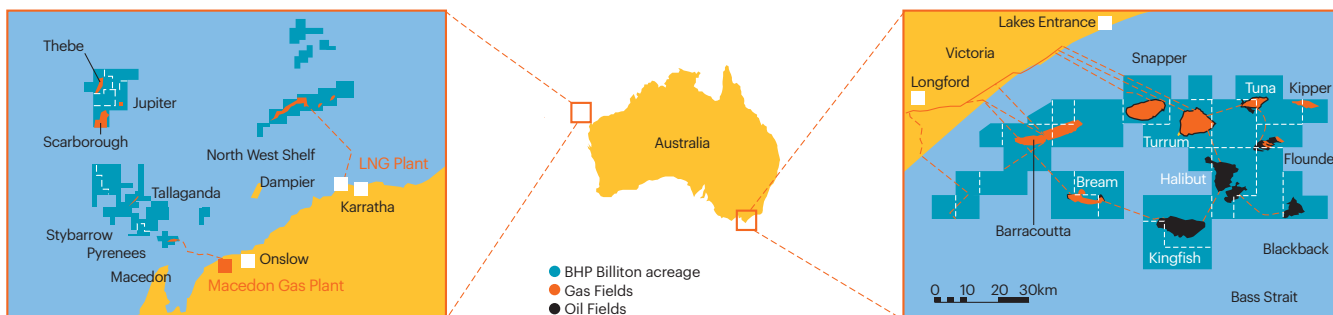 Thebe
Jupiter
Scarborough
North West Shelf
LNG Plant
Tallaganda
Dampier
Karratha
Stybarrow
Pyrenees
Onslow
Macedon
Macedon Gas Plant
Australia
BHP Billiton acreage
Gas Fields
Oil Fields
Lakes Entrance
Victoria
Snapper
Longford
Tuna
Kipper
Turrum
Flounde
Bream
Halibut
Barracoutta
Blackback
Kingfish
0 10 20 30km
Bass Strait